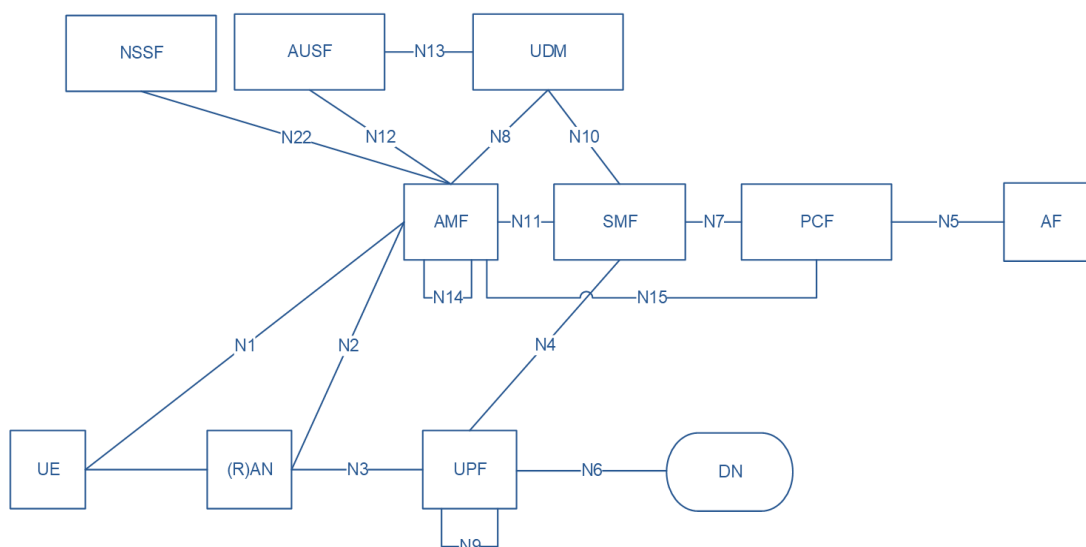 NSSF
AUSF
N13
UDM
N22
N12
N8
N10
AMF
N11
SMF
N7
PCF
N5
AF
N14
N15
N1
N2
N4
UE
(R)AN
N3
UPF
N6
DN
N9